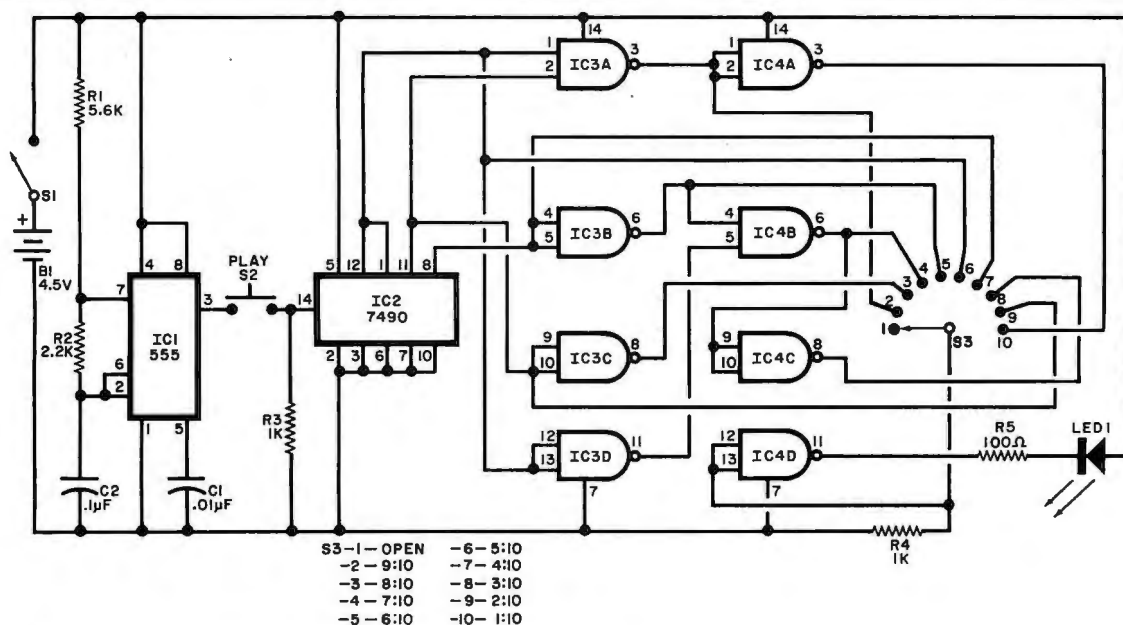 R1
5.6K
S1
+
B1
4.5V
R2
2.2K
7
4
8
3
IC1
555
6
2
1
5
C2
.1µF
C1
.01µF
PLAY
S2
R3
1K
14
5
12
1
11
8
IC2
7490
2
3
6
7
10
1
2
14
IC3A
3
1
2
14
IC4A
3
4
5
IC3B
6
4
5
IC4B
6
9
10
IC3C
8
9
10
IC4C
8
12
13
IC3D
11
7
12
13
IC4D
11
7
1
2
3
4
5
6
7
8
9
10
S3
R5
100Ω
LED1
R4
1K
S3-1-OPEN -6-5:10
-2-9:10 -7-4:10
-3-8:10 -8-3:10
-4-7:10 -9-2:10
-5-6:10 -10-1:10